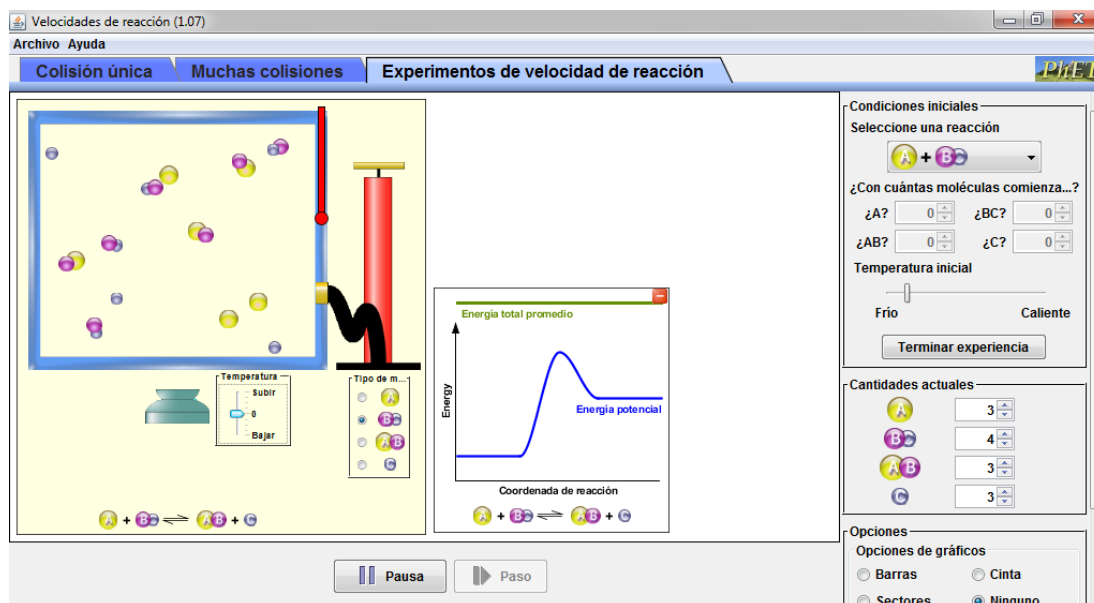 Velocidades de reacción (1.07)
Archivo Ayuda
Colisión única
Muchas colisiones
Experimentos de velocidad de reacción
PhET
Temperatura
Subir
0
Bajar
Tipo de m...
A
B
A B
C
A + B ⇌ A B + C
Energia total promedio
Energy
Energia potencial
Coordenada de reacción
A + B ⇌ A B + C
Condiciones iniciales
Seleccione una reacción
A + B
¿Con cuántas moléculas comienza...?
¿A? 0 ¿BC? 0
¿AB? 0 ¿C? 0
Temperatura inicial
Frío Caliente
Terminar experiencia
Cantidades actuales
A 3
B 4
A B 3
C 3
Opciones
Opciones de gráficos
Barras Cinta
Sectores Ninguno
Pausa
Paso